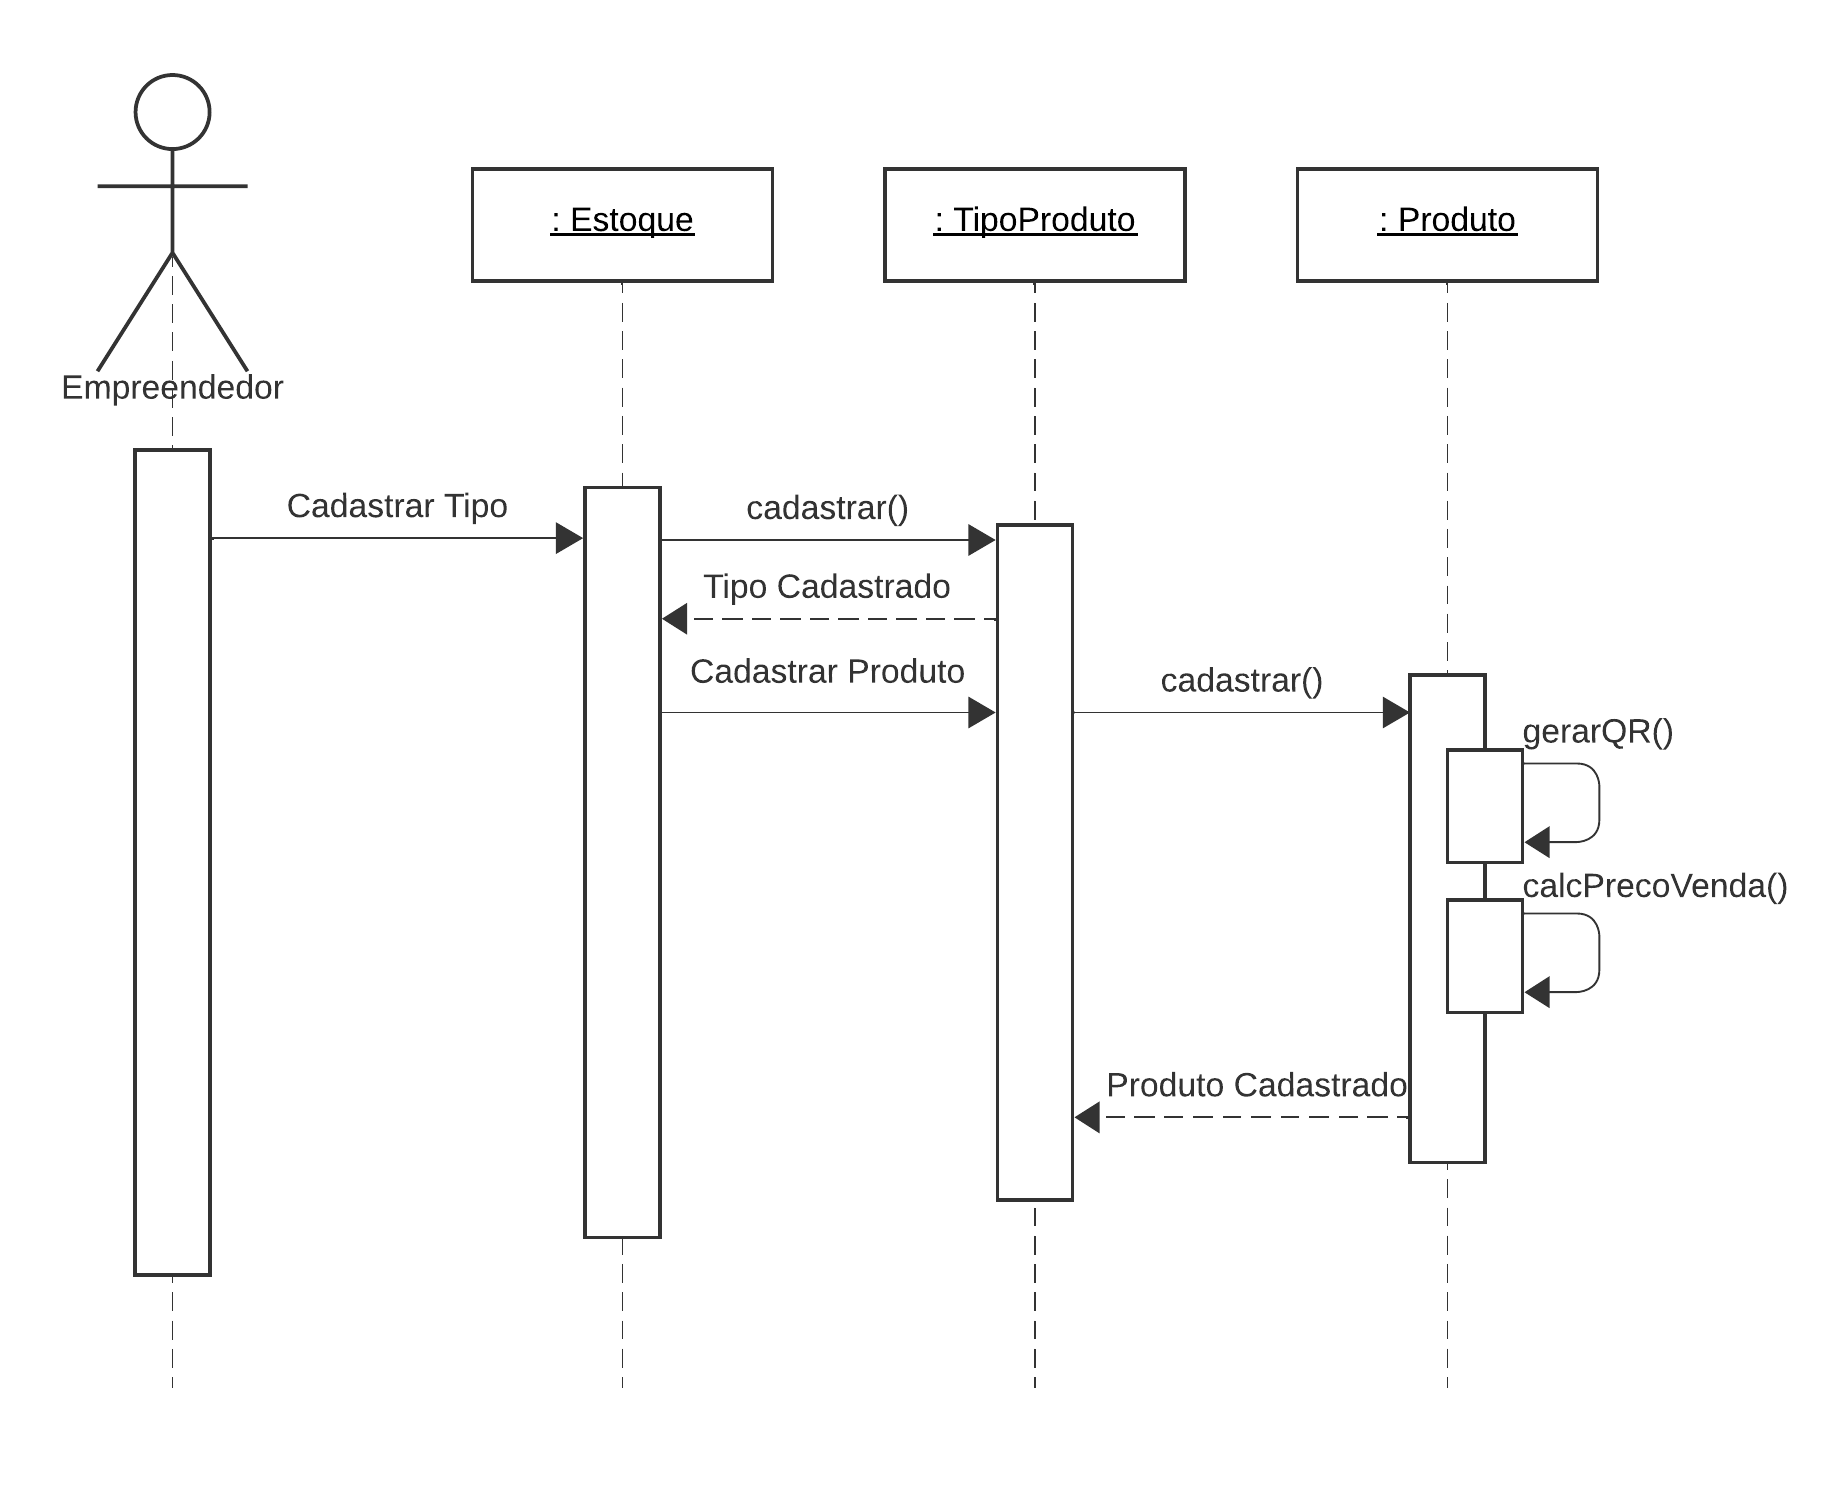 : Estoque
: TipoProduto
: Produto
Empreendedor
Cadastrar Tipo
cadastrar()
Tipo Cadastrado
Cadastrar Produto
cadastrar()
gerarQR()
calcPrecoVenda()
Produto Cadastrado